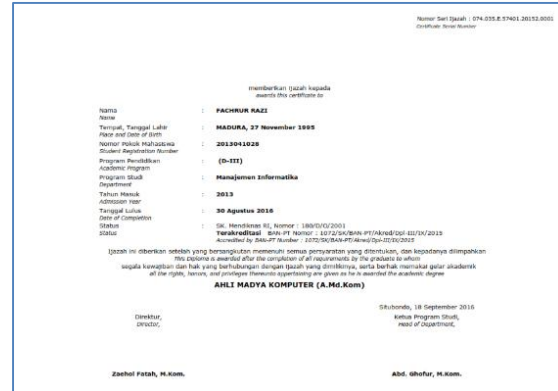 Nomor Seri Ijazah : 074.035.E.57401.20152.0001
Certificate Serial Number
memberikan ijazah kepada
awards this certificate to
Nama : FACHRUR RAZI
Name
Tempat, Tanggal Lahir : MADURA, 27 November 1995
Place and Date of Birth
Nomor Pokok Mahasiswa : 2013041028
Student Registration Number
Program Pendidikan : (D-III)
Academic Program
Program Studi : Manajemen Informatika
Department
Tahun Masuk : 2013
Admission Year
Tanggal Lulus : 30 Agustus 2016
Date of Completion
Status : SK. Mendiknas RI, Nomor : 180/D/O/2001
Status Terakreditasi BAN-PT Nomor : 1072/SK/BAN-PT/Akred/Dpl-III/IX/2015
Accredited by BAN-PT Number : 1072/SK/BAN-PT/Akred/Dpl-III/IX/2015
Ijazah ini diberikan setelah yang bersangkutan memenuhi semua persyaratan yang ditentukan, dan kepadanya dilimpahkan
This Diploma is awarded after the completion of all requirements by the graduate to whom
segala kewajiban dan hak yang berhubungan dengan ijazah yang dimilikinya, serta berhak memakai gelar akademik
all the rights, honors, and privileges thereunto appertaining are given as he is awarded the academic degree
AHLI MADYA KOMPUTER (A.Md.Kom)
Situbondo, 18 September 2016
Direktur, Ketua Program Studi,
Director, Head of Department,
Zaehol Fatah, M.Kom. Abd. Ghofur, M.Kom.